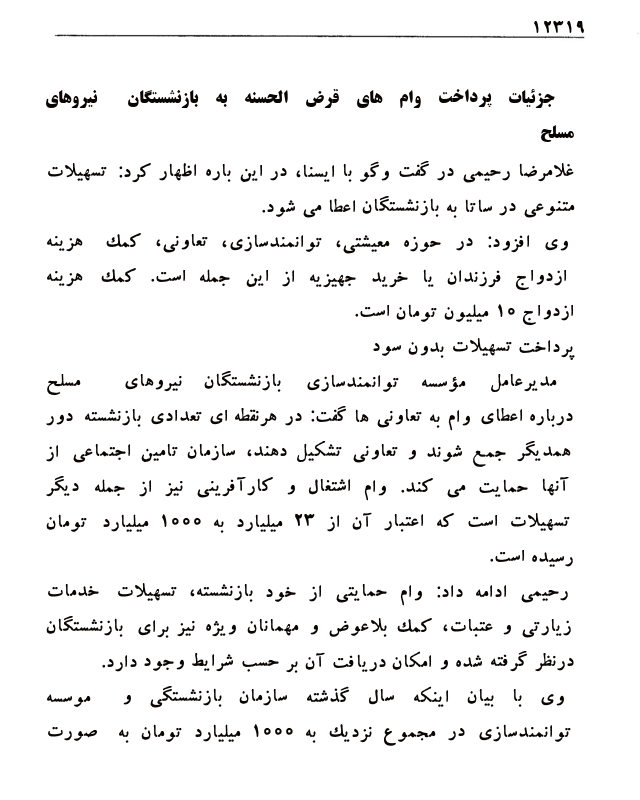 ۱۲۳۱۹
جزئیات پرداخت وام های قرض الحسنه به بازنشستگان نیروهای
مسلح
غلامرضا رحیمی در گفت وگو با ایسنا، در این باره اظهار کرد: تسهیلات
متنوعی در ساتا به بازنشستگان اعطا می شود.
وی افزود: در حوزه معیشتی، توانمندسازی، تعاونی، کمک هزینه
ازدواج فرزندان یا خرید جهیزیه از این جمله است. کمک هزینه
ازدواج ۱۰ میلیون تومان است.
پرداخت تسهیلات بدون سود
مدیرعامل مؤسسه توانمندسازی بازنشستگان نیروهای مسلح
درباره اعطای وام به تعاونی ها گفت: در هرنقطه ای تعدادی بازنشسته دور
همدیگر جمع شوند و تعاونی تشکیل دهند، سازمان تامین اجتماعی از
آنها حمایت می کند. وام اشتغال و کارآفرینی نیز از جمله دیگر
تسهیلات است که اعتبار آن از ۲۳ میلیارد به ۱۰۰۰ میلیارد تومان
رسیده است.
رحیمی ادامه داد: وام حمایتی از خود بازنشسته، تسهیلات خدمات
زیارتی و عتبات، کمک بلاعوض و مهمانان ویژه نیز برای بازنشستگان
درنظر گرفته شده و امکان دریافت آن بر حسب شرایط وجود دارد.
وی با بیان اینکه سال گذشته سازمان بازنشستگی و موسسه
توانمندسازی در مجموع نزدیک به ۱۰۰۰ میلیارد تومان به صورت